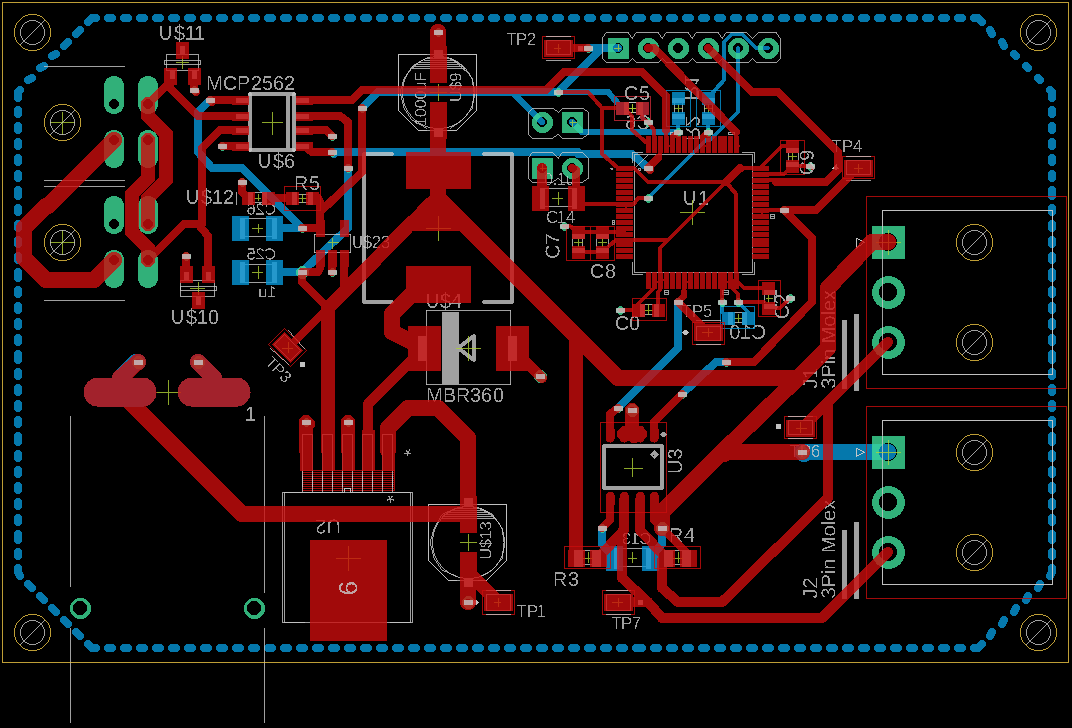 U$11
TP2
MCP2562
1000uF
U$9
C5
C9
TP4
U$6
U$12
R5
C26
C14
U1
U$23
C25
1u
C7
C8
U$10
U$4
C0
TP5
C10
C2
TP3
MBR360
J1
3Pin Molex
1
*
U3
*
U2
U$13
C13
R4
R3
9
J2
3Pin Molex
TP1
TP7